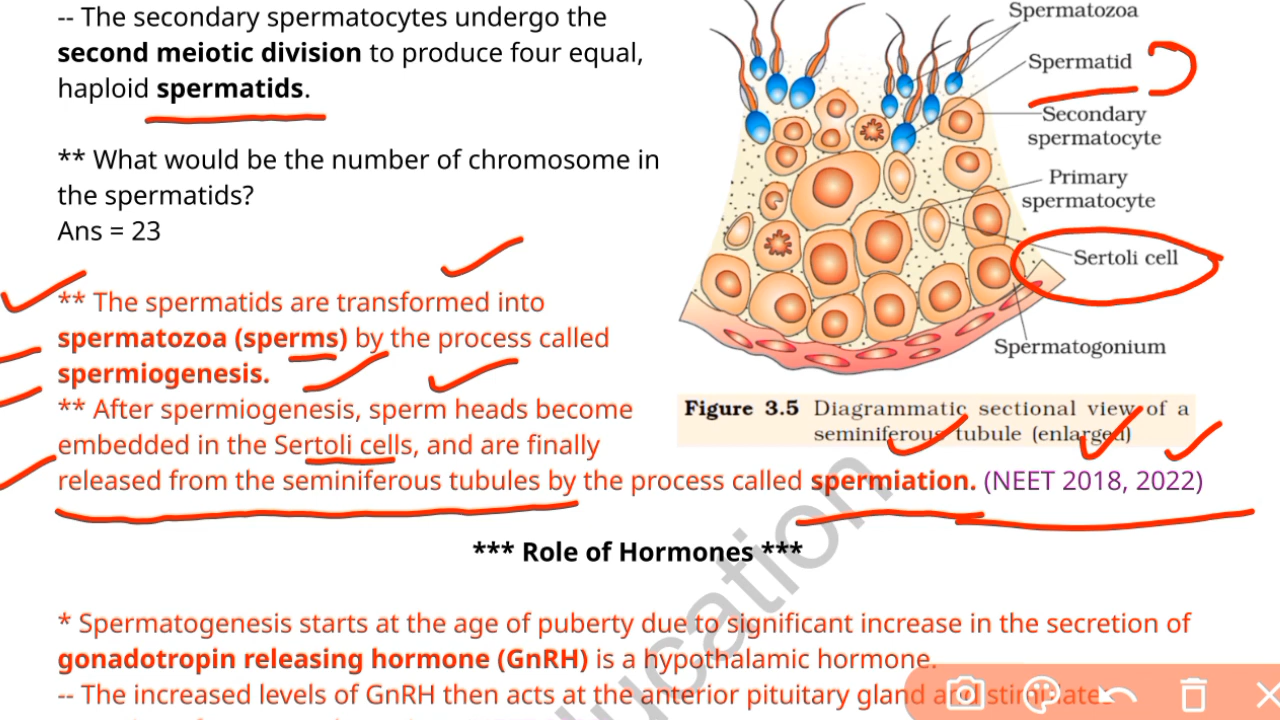 -- The secondary spermatocytes undergo the
second meiotic division to produce four equal,
haploid spermatids.
** What would be the number of chromosome in
the spermatids?
Ans = 23
** The spermatids are transformed into
spermatozoa (sperms) by the process called
spermiogenesis.
** After spermiogenesis, sperm heads become
embedded in the Sertoli cells, and are finally
released from the seminiferous tubules by the process called spermiation. (NEET 2018, 2022)
Spermatozoa
Spermatid
Secondary
spermatocyte
Primary
spermatocyte
Sertoli cell
Spermatogonium
Figure 3.5 Diagrammatic sectional view of a
seminiferous tubule (enlarged)
*** Role of Hormones ***
* Spermatogenesis starts at the age of puberty due to significant increase in the secretion of
gonadotropin releasing hormone (GnRH) is a hypothalamic hormone.
-- The increased levels of GnRH then acts at the anterior pituitary gland and stimulates
ucation